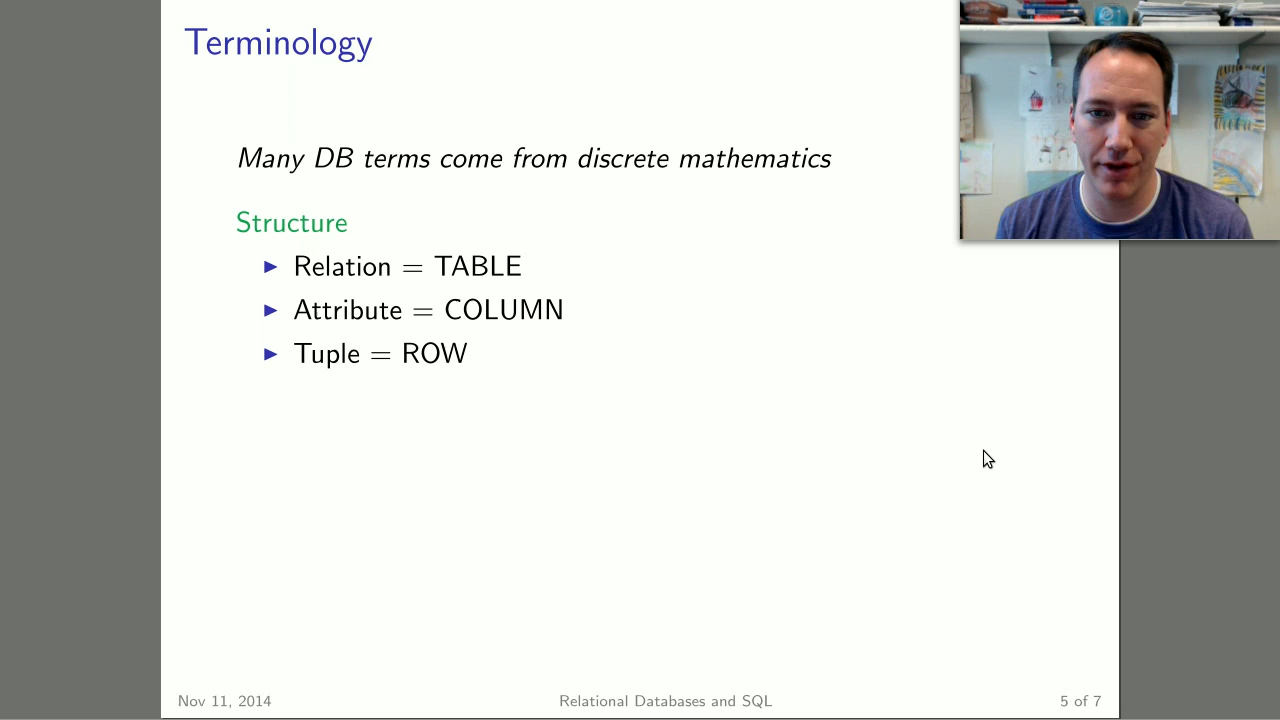 Terminology
Many DB terms come from discrete mathematics
Structure
▶ Relation = TABLE
▶ Attribute = COLUMN
▶ Tuple = ROW
Nov 11, 2014 Relational Databases and SQL 5 of 7